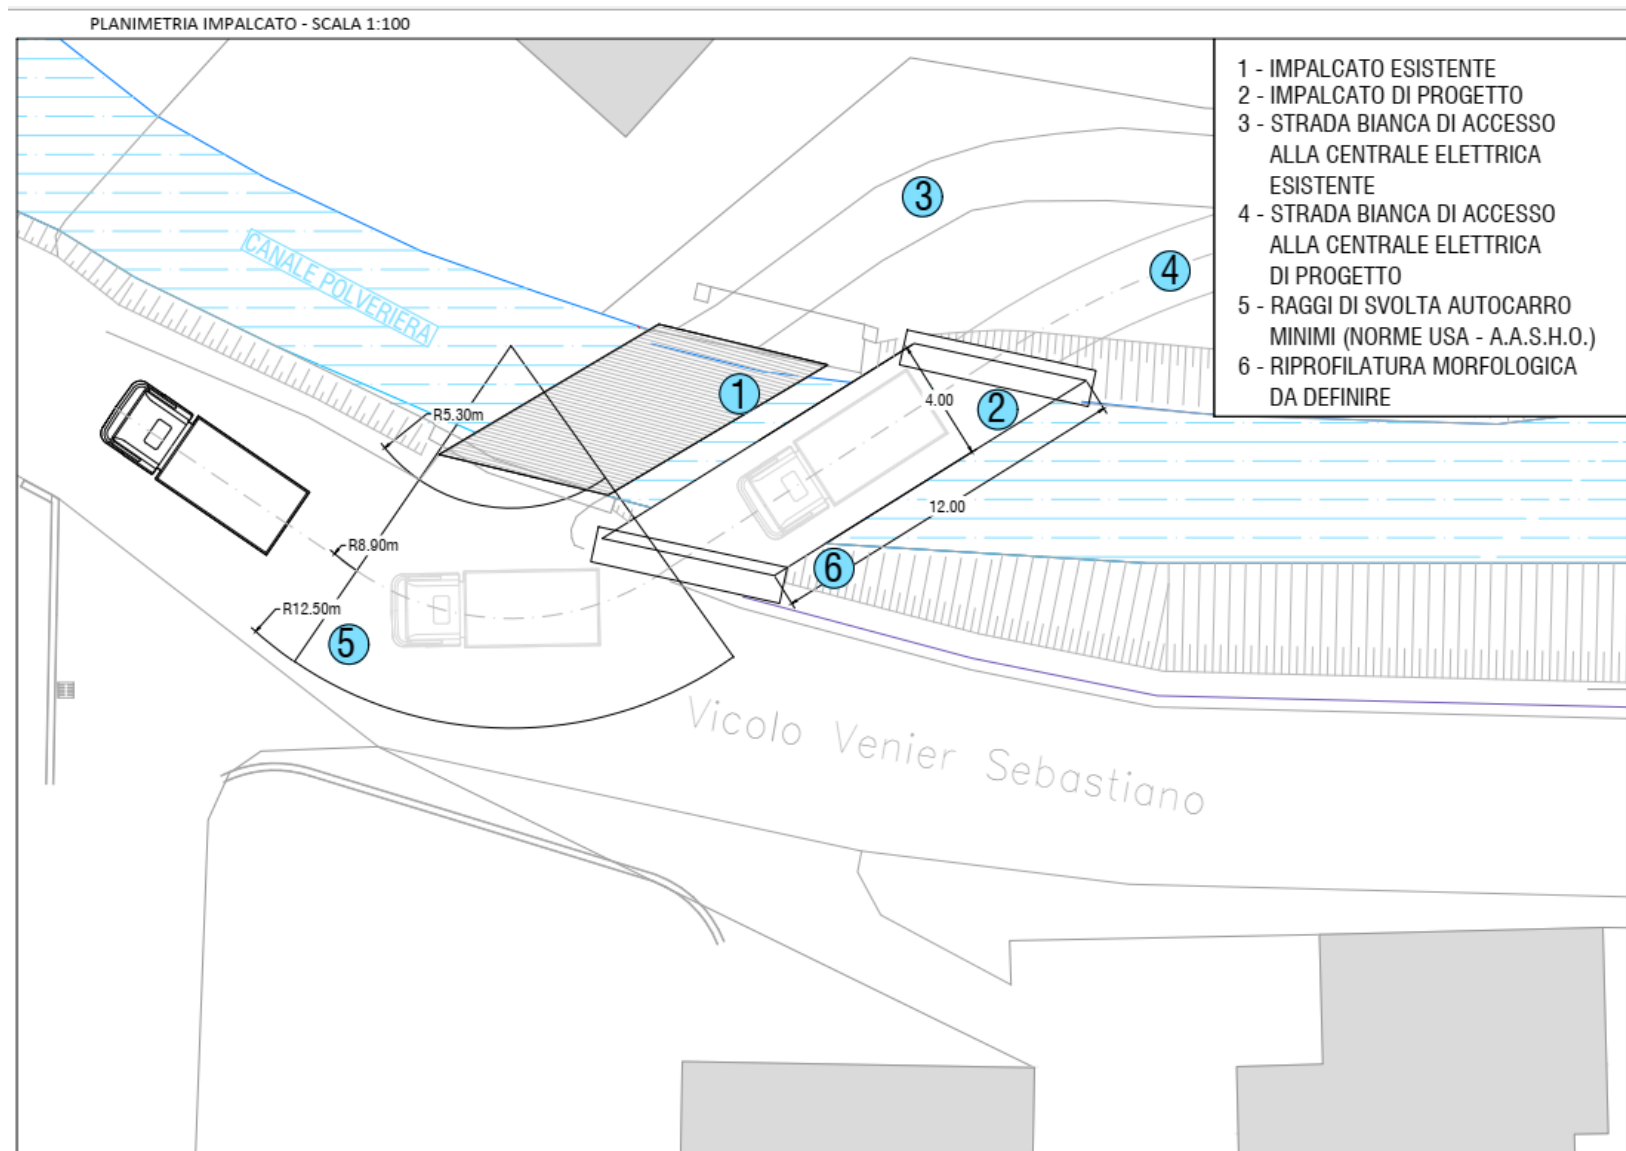 PLANIMETRIA IMPALCATO - SCALA 1:100
1 - IMPALCATO ESISTENTE
2 - IMPALCATO DI PROGETTO
3 - STRADA BIANCA DI ACCESSO
ALLA CENTRALE ELETTRICA
ESISTENTE
4 - STRADA BIANCA DI ACCESSO
ALLA CENTRALE ELETTRICA
DI PROGETTO
5 - RAGGI DI SVOLTA AUTOCARRO
MINIMI (NORME USA - A.A.S.H.O.)
6 - RIPROFILATURA MORFOLOGICA
DA DEFINIRE
3
4
CANALE POLVERIERA
1
2
4.00
R5.30m
12.00
R8.90m
6
R12.50m
5
Vicolo Venier Sebastiano